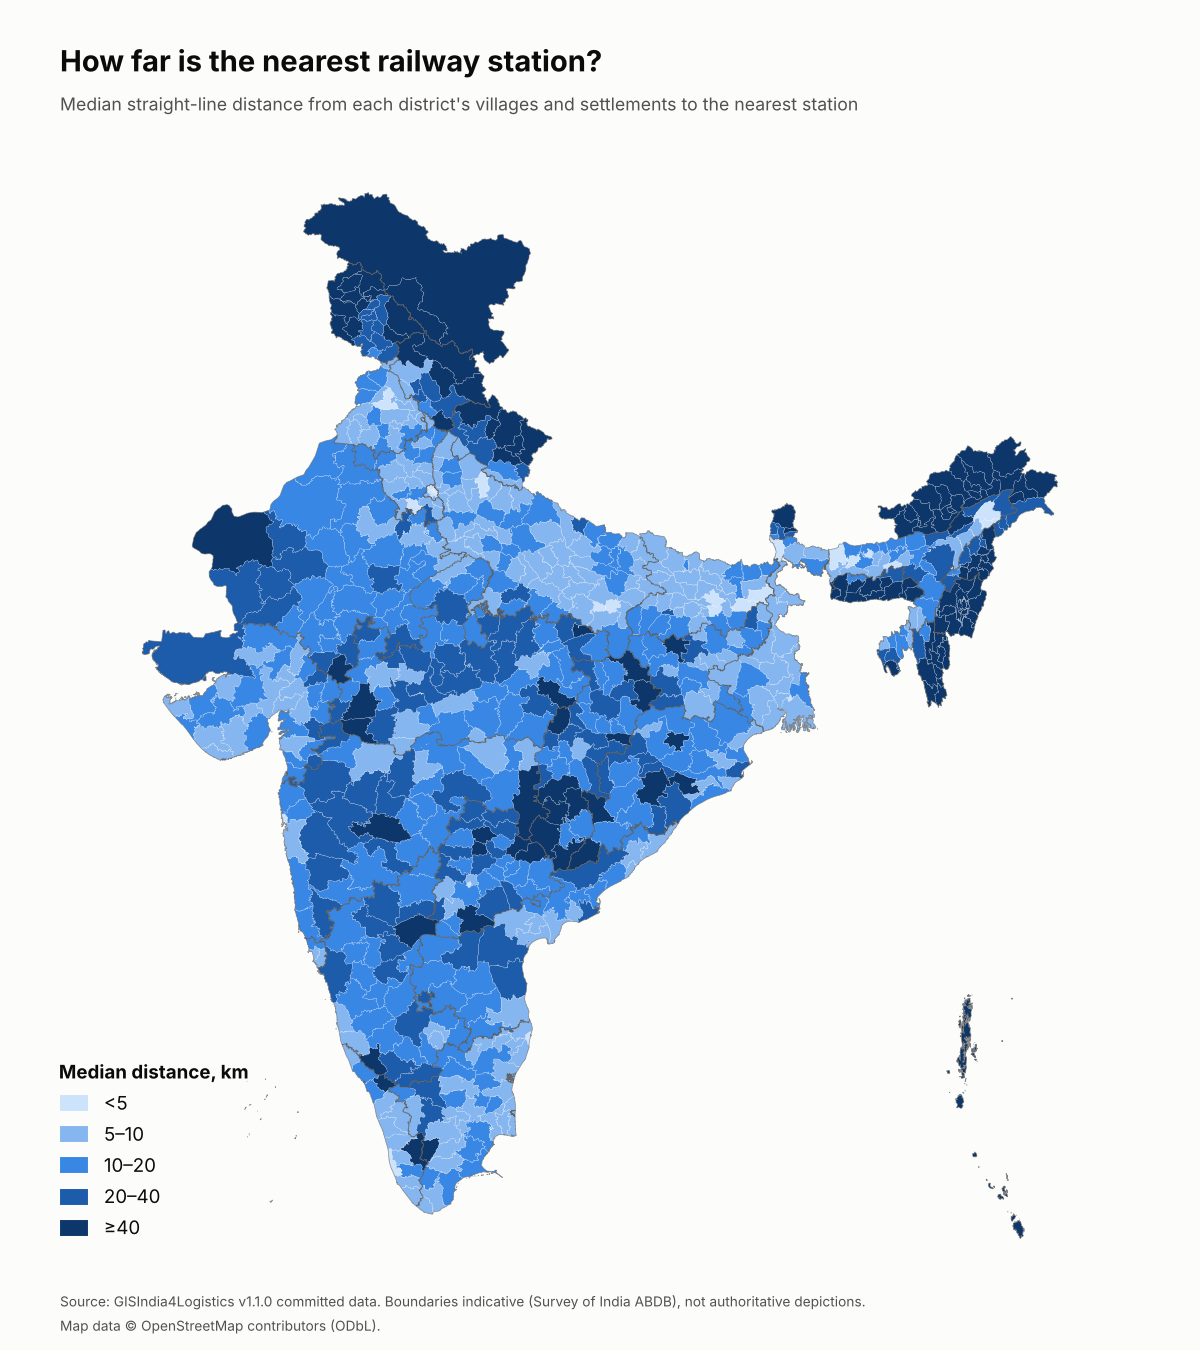 How far is the nearest railway station?
Median straight-line distance from each district's villages and settlements to the nearest station
Median distance, km
<5
5–10
10–20
20–40
≥40
Source: GISIndia4Logistics v1.1.0 committed data. Boundaries indicative (Survey of India ABDB), not authoritative depictions.
Map data © OpenStreetMap contributors (ODbL).